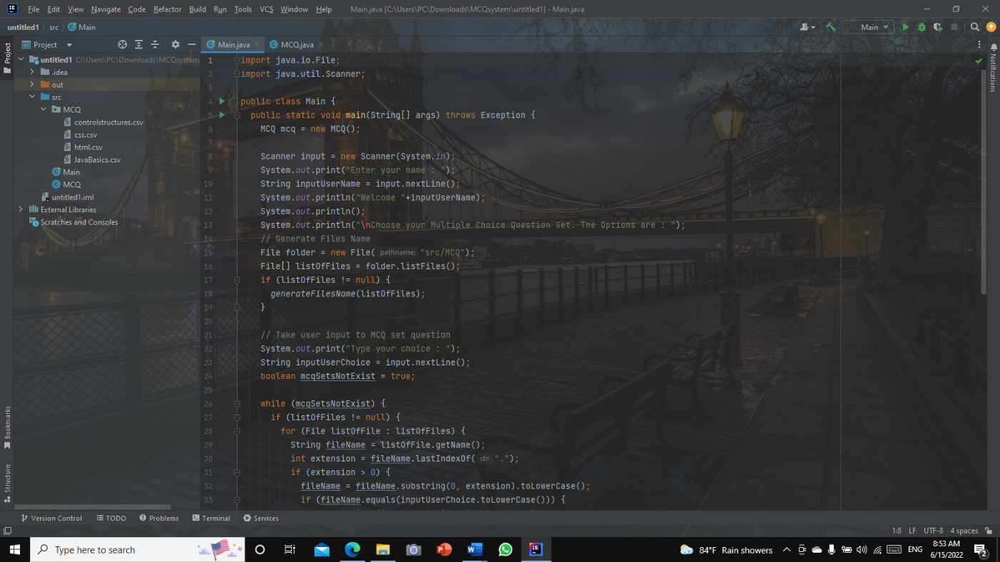 File Edit View Navigate Code Refactor Build Run Tools VCS Window Help Main.java [C:\Users\PC\Downloads\MCQsystem\untitled1] - Main.java
untitled1 src Main Main
Project Main.java MCQ.java
Project
untitled1 C:\Users\PC\Downloads\MCQsystem
.idea
out
src
MCQ
controlstructures.csv
css.csv
html.csv
JavaBasics.csv
Main
MCQ
untitled1.iml
External Libraries
Scratches and Consoles
Bookmarks
Structure
Notifications
1 import java.io.File;
2 import java.util.Scanner;
3
4 public class Main {
5 public static void main(String[] args) throws Exception {
6 MCQ mcq = new MCQ();
7
8 Scanner input = new Scanner(System.in);
9 System.out.print("Enter your name : ");
10 String inputUserName = input.nextLine();
11 System.out.println("Welcome "+inputUserName);
12 System.out.println();
13 System.out.println("\nChoose your Multiple Choice Question Set. The Options are : ");
14 // Generate Files Name
15 File folder = new File( pathname: "src/MCQ");
16 File[] listOfFiles = folder.listFiles();
17 if (listOfFiles != null) {
18 generateFilesName(listOfFiles);
19 }
20
21 // Take user input to MCQ set question
22 System.out.print("Type your choice : ");
23 String inputUserChoice = input.nextLine();
24 boolean mcqSetsNotExist = true;
25
26 while (mcqSetsNotExist) {
27 if (listOfFiles != null) {
28 for (File listOfFile : listOfFiles) {
29 String fileName = listOfFile.getName();
30 int extension = fileName.lastIndexOf( str: ".");
31 if (extension > 0) {
32 fileName = fileName.substring(0, extension).toLowerCase();
33 if (fileName.equals(inputUserChoice.toLowerCase())) {
Version Control TODO Problems Terminal Services
1:8 LF UTF-8 4 spaces
Type here to search
84°F Rain showers ENG
8:53 AM
6/15/2022
2